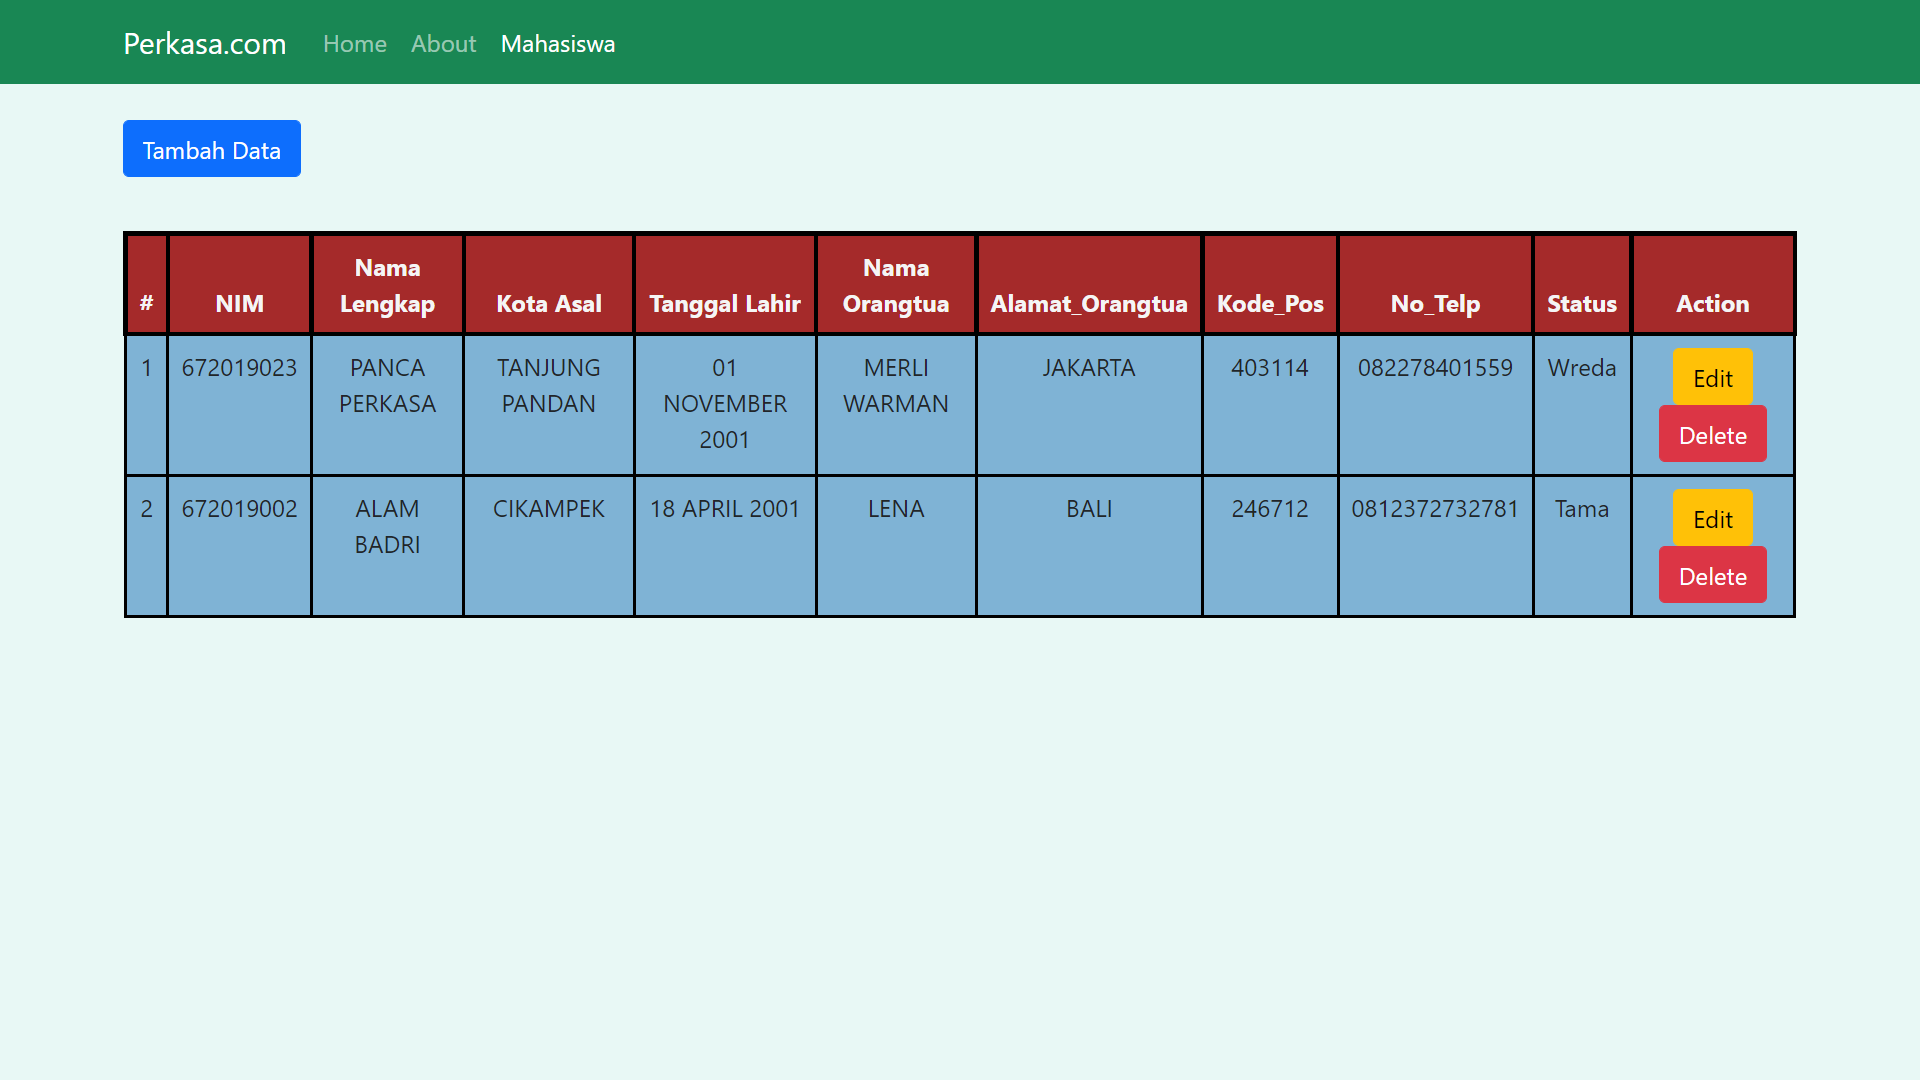 Perkasa.com Home About Mahasiswa
Tambah Data
# NIM Nama Lengkap Kota Asal Tanggal Lahir Nama Orangtua Alamat_Orangtua Kode_Pos No_Telp Status Action
1 672019023 PANCA PERKASA TANJUNG PANDAN 01 NOVEMBER 2001 MERLI WARMAN JAKARTA 403114 082278401559 Wreda Edit Delete
2 672019002 ALAM BADRI CIKAMPEK 18 APRIL 2001 LENA BALI 246712 0812372732781 Tama Edit Delete